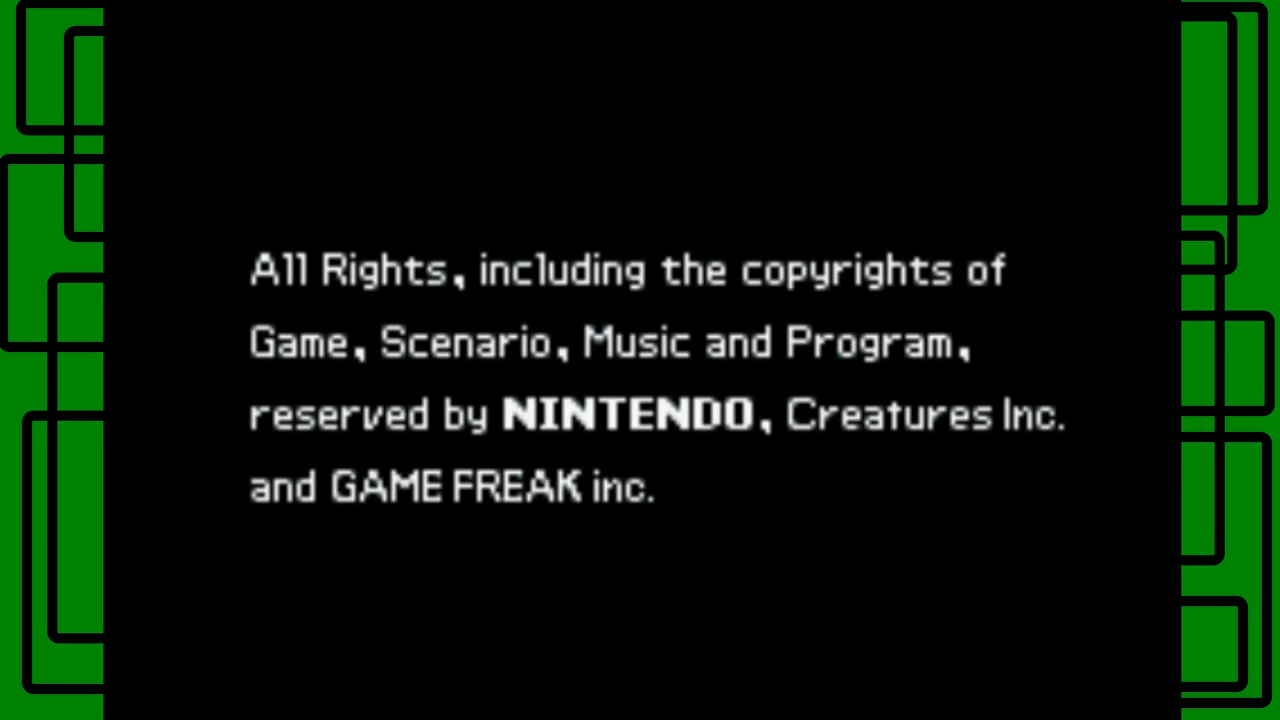 All Rights, including the copyrights of
Game, Scenario, Music and Program,
reserved by NINTENDO, Creatures Inc.
and GAME FREAK inc.